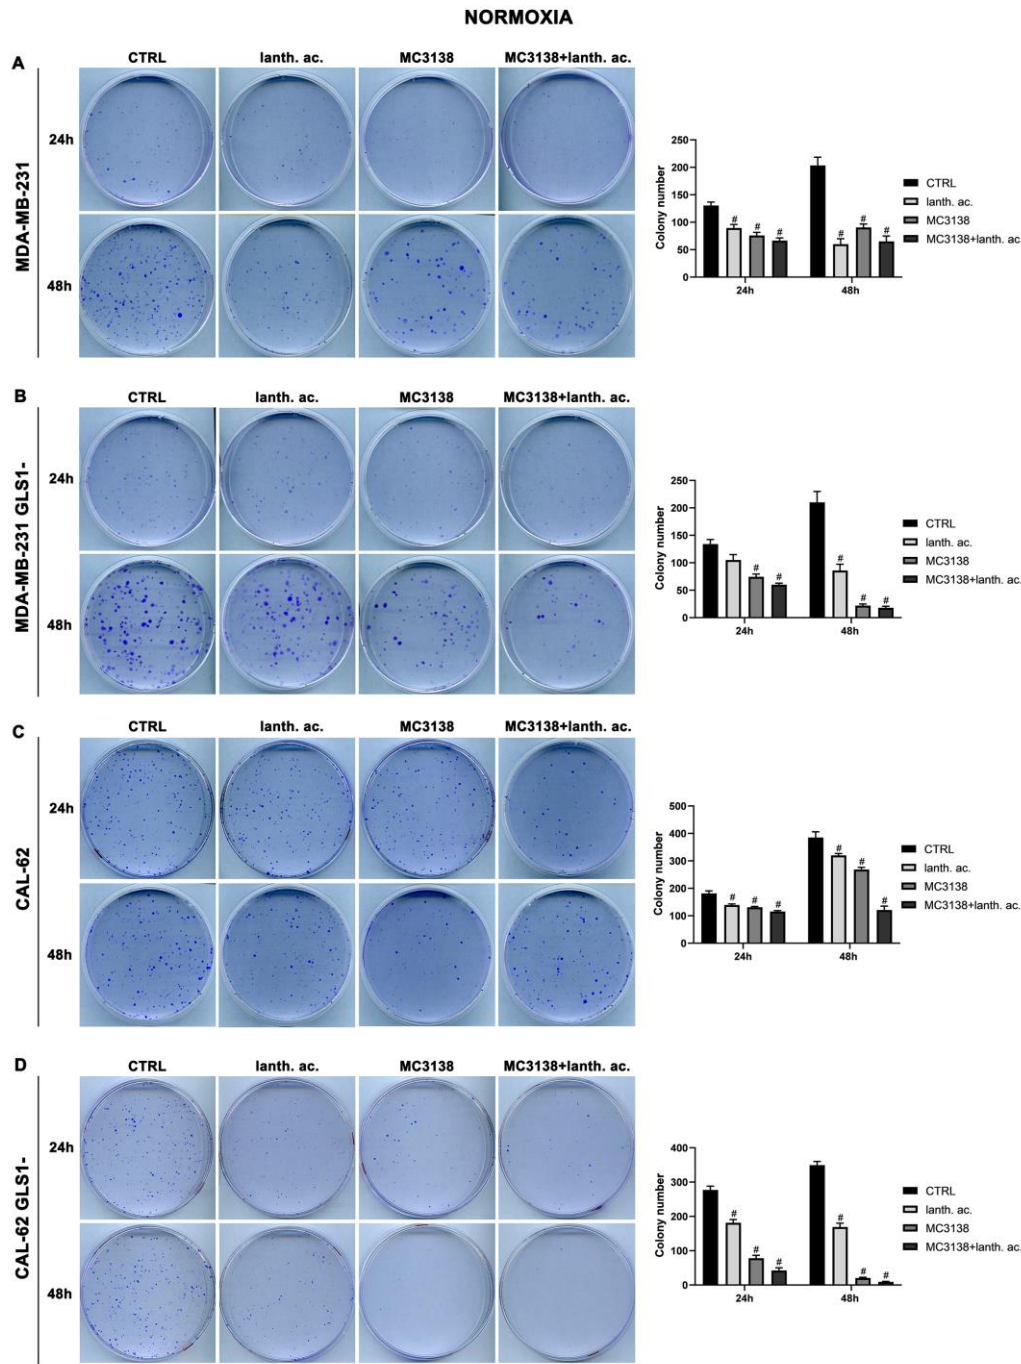 NORMOXIA
A
CTRL lanth. ac. MC3138 MC3138+lanth. ac.
MDA-MB-231
24h
48h
Colony number
250
200
150
100
50
0
# # # # # #
24h 48h
CTRL
lanth. ac.
MC3138
MC3138+lanth. ac.
B
CTRL lanth. ac. MC3138 MC3138+lanth. ac.
MDA-MB-231 GLS1-
24h
48h
Colony number
250
200
150
100
50
0
# # # # #
24h 48h
CTRL
lanth. ac.
MC3138
MC3138+lanth. ac.
C
CTRL lanth. ac. MC3138 MC3138+lanth. ac.
CAL-62
24h
48h
Colony number
500
400
300
200
100
0
# # # # # #
24h 48h
CTRL
lanth. ac.
MC3138
MC3138+lanth. ac.
D
CTRL lanth. ac. MC3138 MC3138+lanth. ac.
CAL-62 GLS1-
24h
48h
Colony number
400
300
200
100
0
# # # # # #
24h 48h
CTRL
lanth. ac.
MC3138
MC3138+lanth. ac.